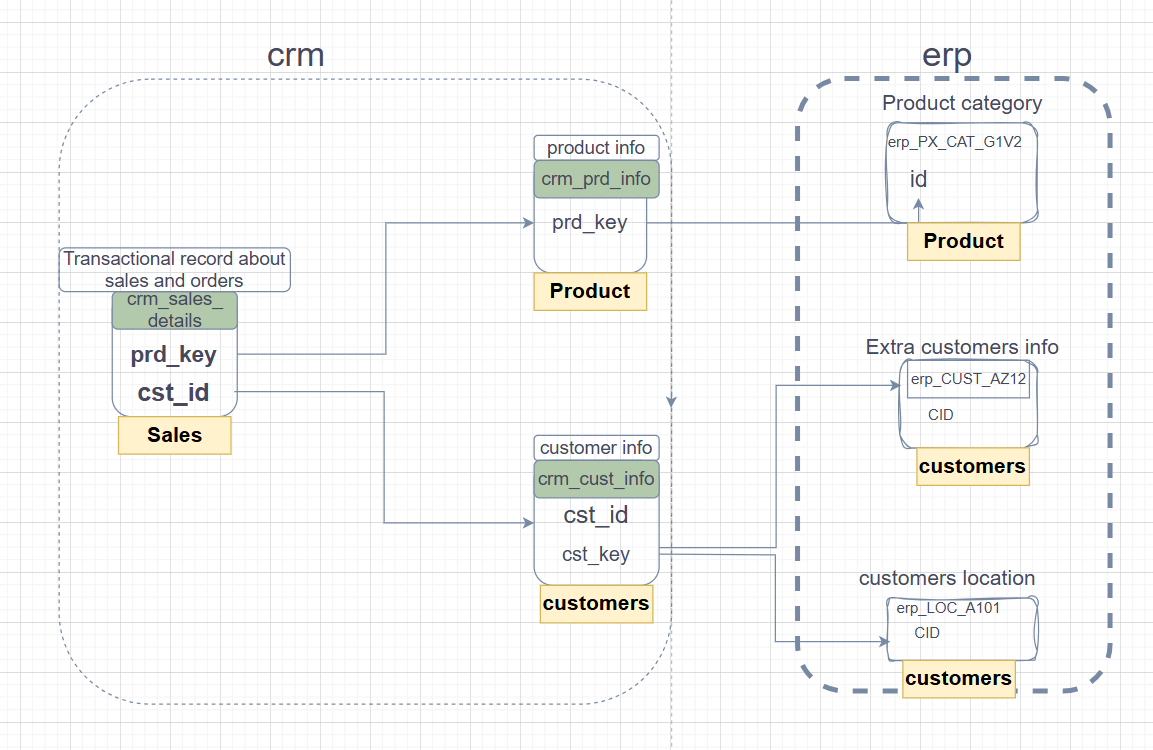 crm
product info
crm_prd_info
prd_key
Product
Transactional record about
sales and orders
crm_sales_
details
prd_key
cst_id
Sales
customer info
crm_cust_info
cst_id
cst_key
customers
erp
Product category
erp_PX_CAT_G1V2
id
Product
Extra customers info
erp_CUST_AZ12
CID
customers
customers location
erp_LOC_A101
CID
customers